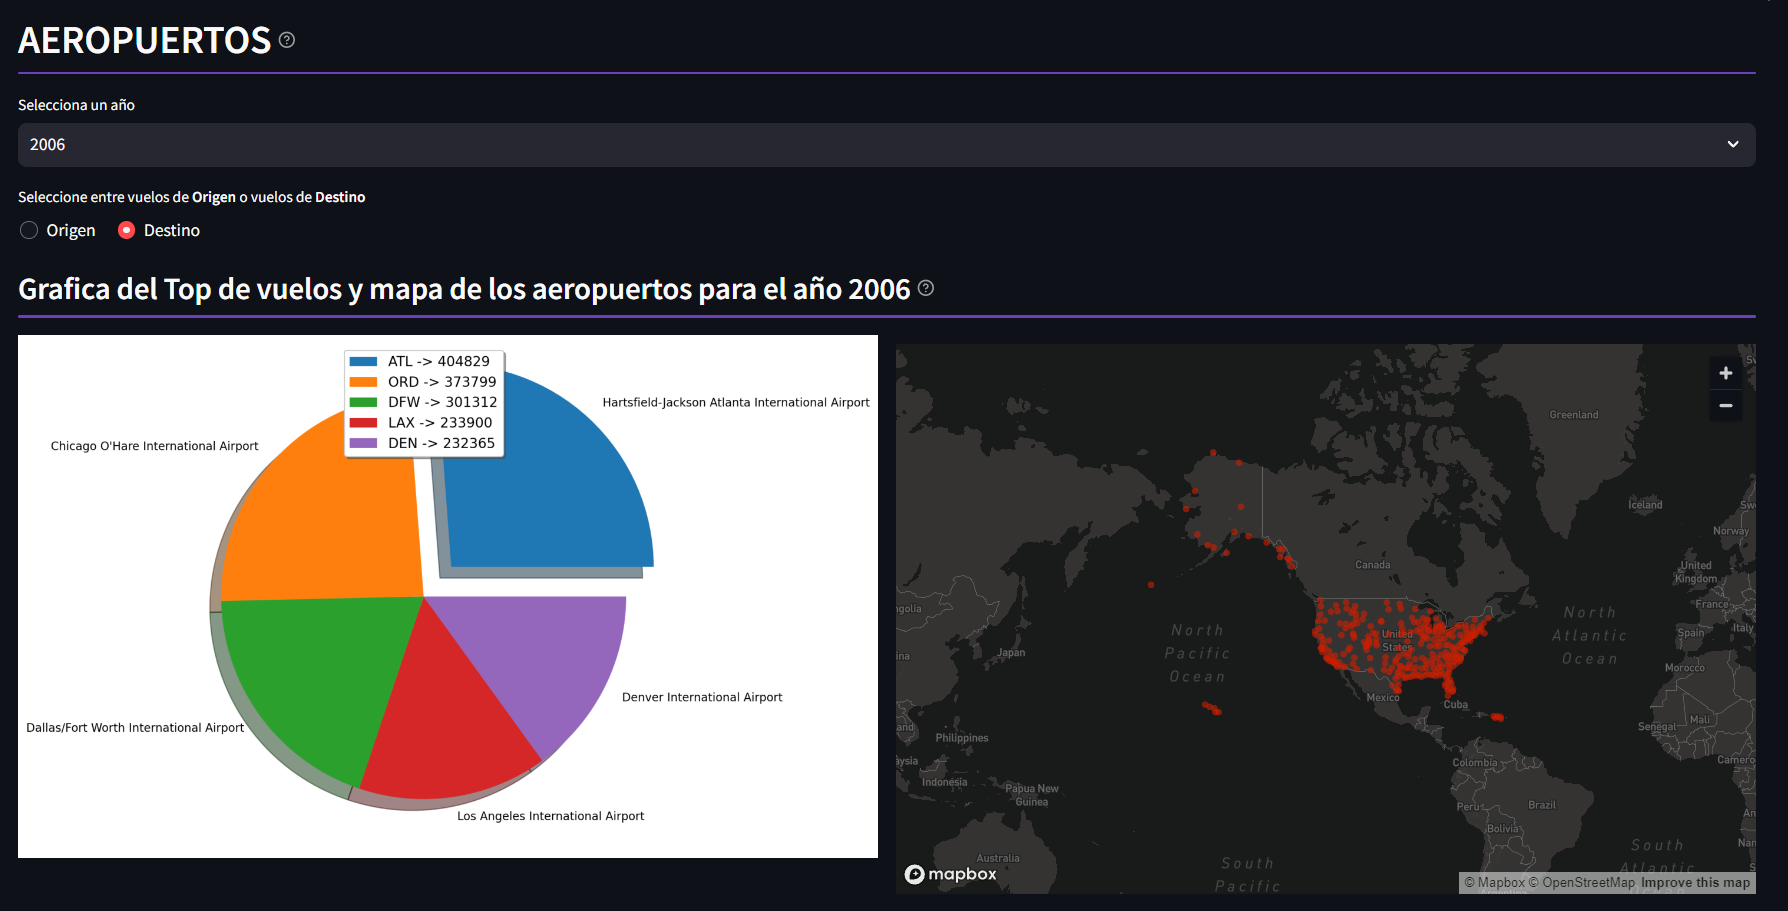 AEROPUERTOS
Selecciona un año
2006
Seleccione entre vuelos de Origen o vuelos de Destino
Origen
Destino
Grafica del Top de vuelos y mapa de los aeropuertos para el año 2006
ATL -> 404829
ORD -> 373799
DFW -> 301312
LAX -> 233900
DEN -> 232365
Hartsfield-Jackson Atlanta International Airport
Chicago O'Hare International Airport
Denver International Airport
Dallas/Fort Worth International Airport
Los Angeles International Airport
Greenland
Iceland
Norway
Canada
United
Kingdom
France
Italy
Spain
Morocco
North
Atlantic
Ocean
United
States
North
Pacific
Ocean
Japan
Mexico
Cuba
Mali
Senegal
Philippines
Colombia
Indonesia
Papua New
Guinea
Peru
Brazil
Bolivia
Australia
South
Pacific
South
Atlantic
mapbox
© Mapbox © OpenStreetMap Improve this map